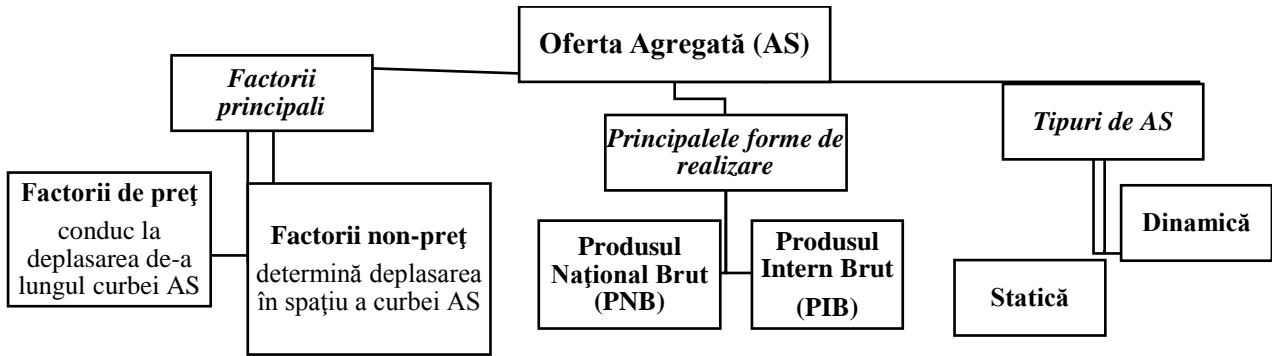 Oferta Agregată (AS)
Factorii
principali
Principalele forme de
realizare
Tipuri de AS
Factorii de preţ
conduc la
deplasarea de-a
lungul curbei AS
Factorii non-preţ
determină deplasarea
în spaţiu a curbei AS
Produsul
Naţional Brut
(PNB)
Produsul
Intern Brut
(PIB)
Statică
Dinamică